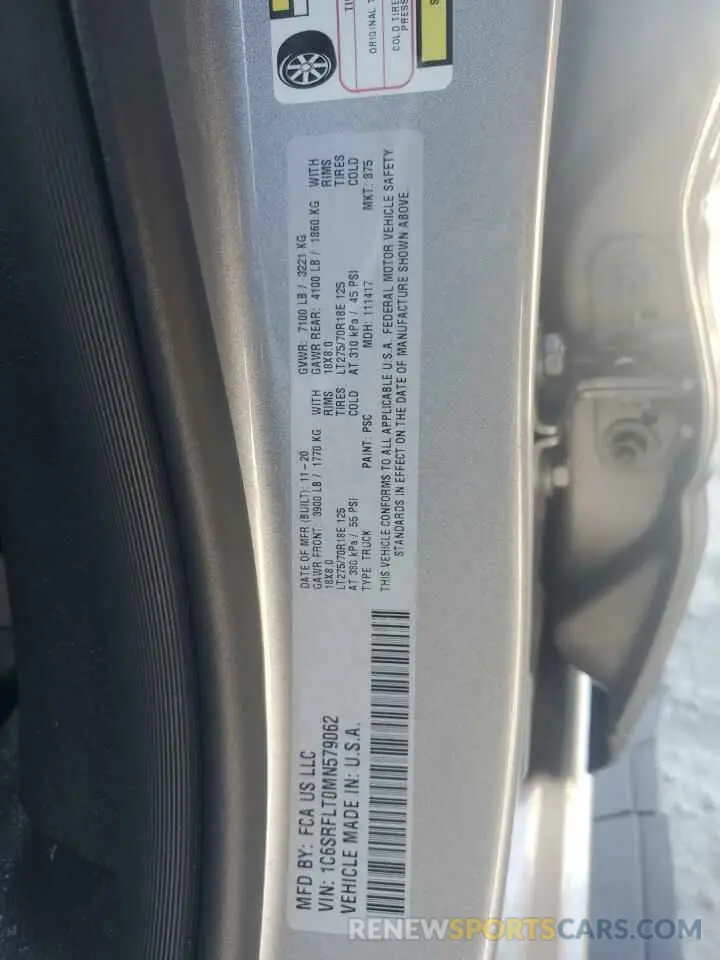 MFD BY: FCA US LLC
VIN: 1C6SRFLT0MN579062
VEHICLE MADE IN: U.S.A.
DATE OF MFR (BUILT): 11-20 GVWR: 7100 LB / 3221 KG
GAWR FRONT: 3900 LB / 1770 KG WITH GAWR REAR: 4100 LB / 1860 KG WITH
18X8.0 RIMS 18X8.0 RIMS
LT275/70R18E 125 TIRES LT275/70R18E 125 TIRES
AT 380 kPa / 55 PSI COLD AT 310 kPa / 45 PSI COLD
TYPE: TRUCK PAINT: PSC MDH: 111417 MKT: 875
THIS VEHICLE CONFORMS TO ALL APPLICABLE U.S.A. FEDERAL MOTOR VEHICLE SAFETY
STANDARDS IN EFFECT ON THE DATE OF MANUFACTURE SHOWN ABOVE
ORIGINAL
COLD TIRE
PRESS
RENEWSPORTSCARS.COM